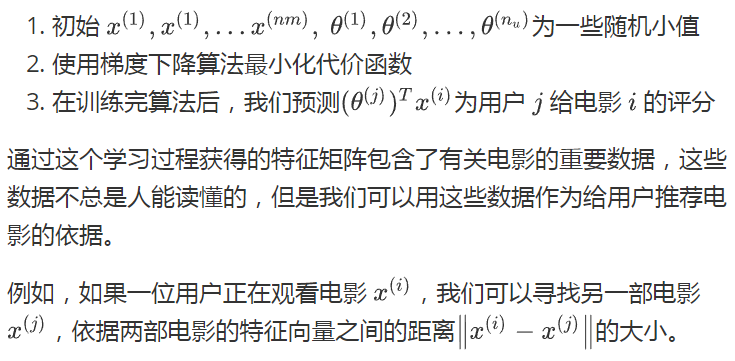 1. 初始 x^{(1)}, x^{(1)}, ... x^{(nm)}, θ^{(1)}, θ^{(2)}, ..., θ^{(n_u)}为一些随机小值
2. 使用梯度下降算法最小化代价函数
3. 在训练完算法后，我们预测(θ^{(j)})^T x^{(i)}为用户 j 给电影 i 的评分
通过这个学习过程获得的特征矩阵包含了有关电影的重要数据，这些
数据不总是人能读懂的，但是我们可以用这些数据作为给用户推荐电
影的依据。
例如，如果一位用户正在观看电影 x^{(i)}，我们可以寻找另一部电影
x^{(j)}，依据两部电影的特征向量之间的距离‖x^{(i)} − x^{(j)}‖的大小。